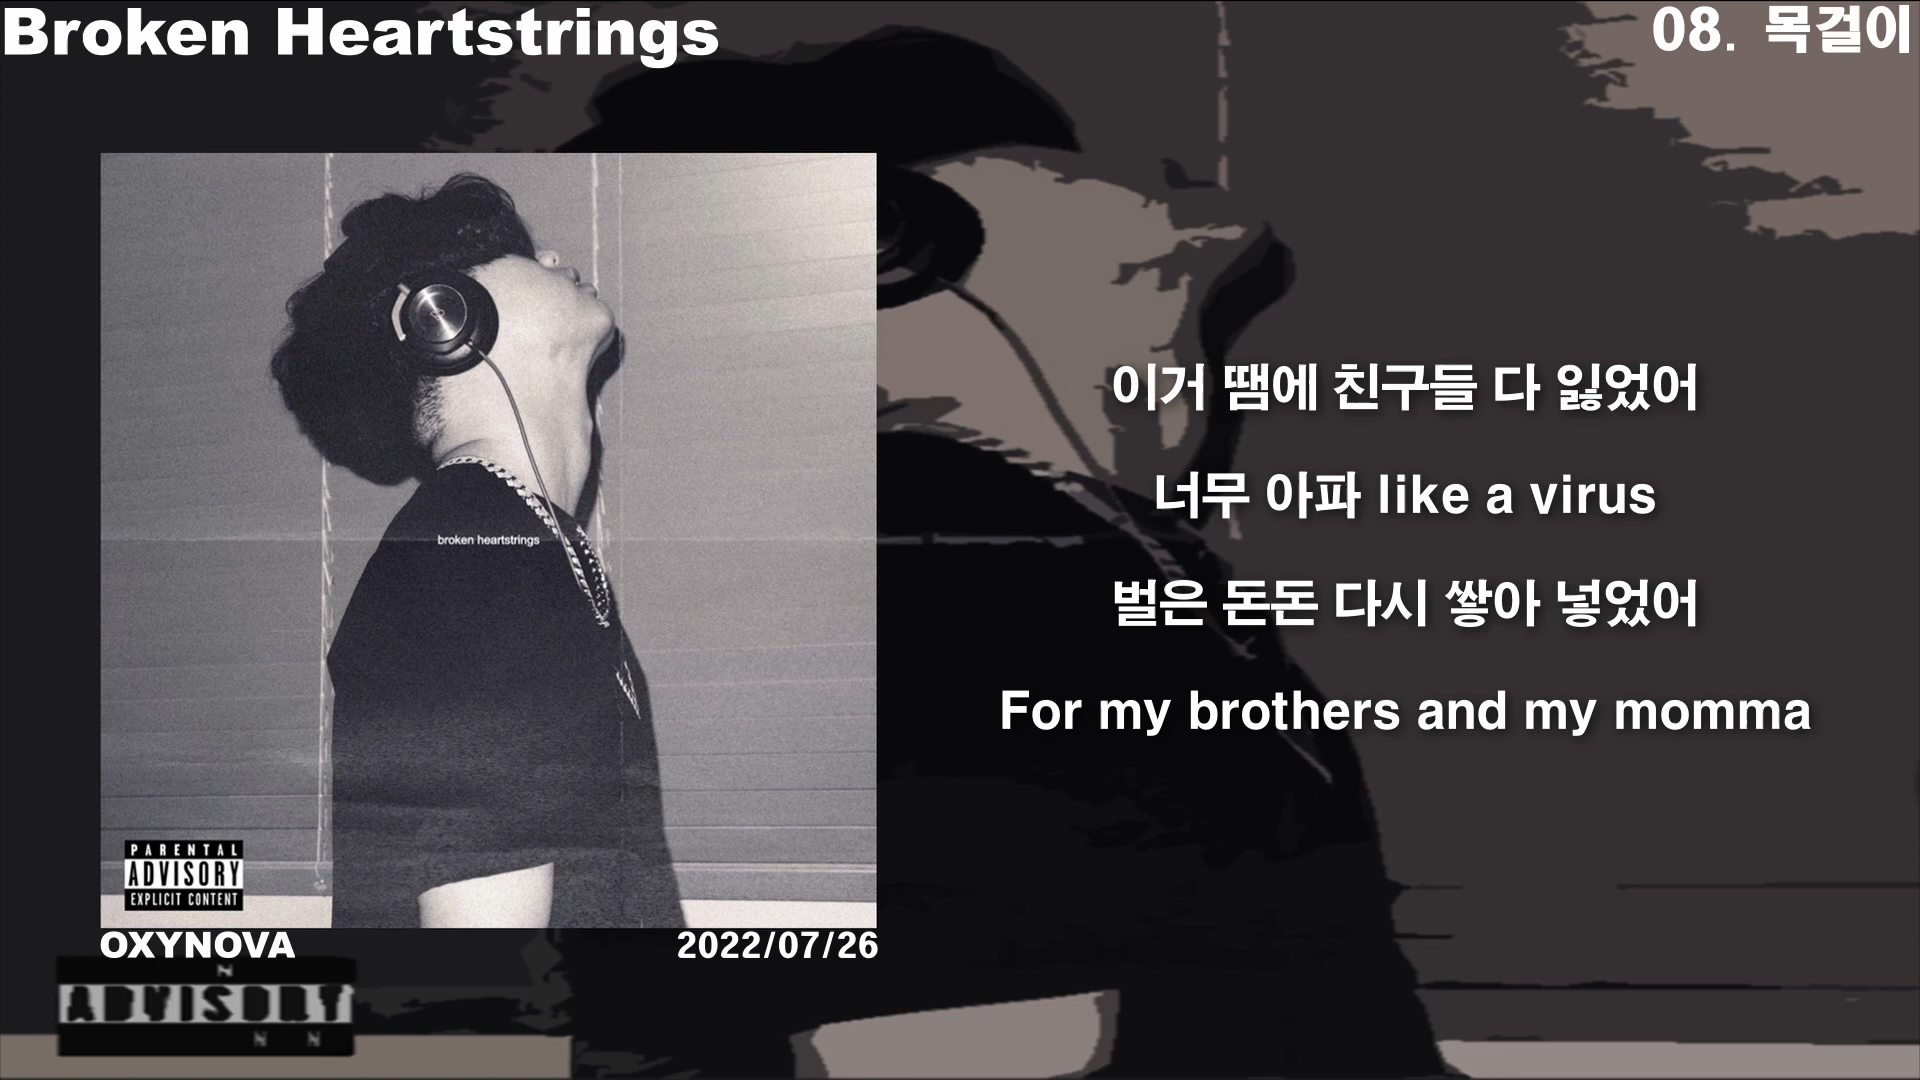 Broken Heartstrings
08. 목걸이
이거 땜에 친구들 다 잃었어
너무 아파 like a virus
벌은 돈돈 다시 쌓아 넣었어
For my brothers and my momma
broken heartstrings
PARENTAL
ADVISORY
EXPLICIT CONTENT
OXYNOVA
2022/07/26
N
ADVISORY
N N